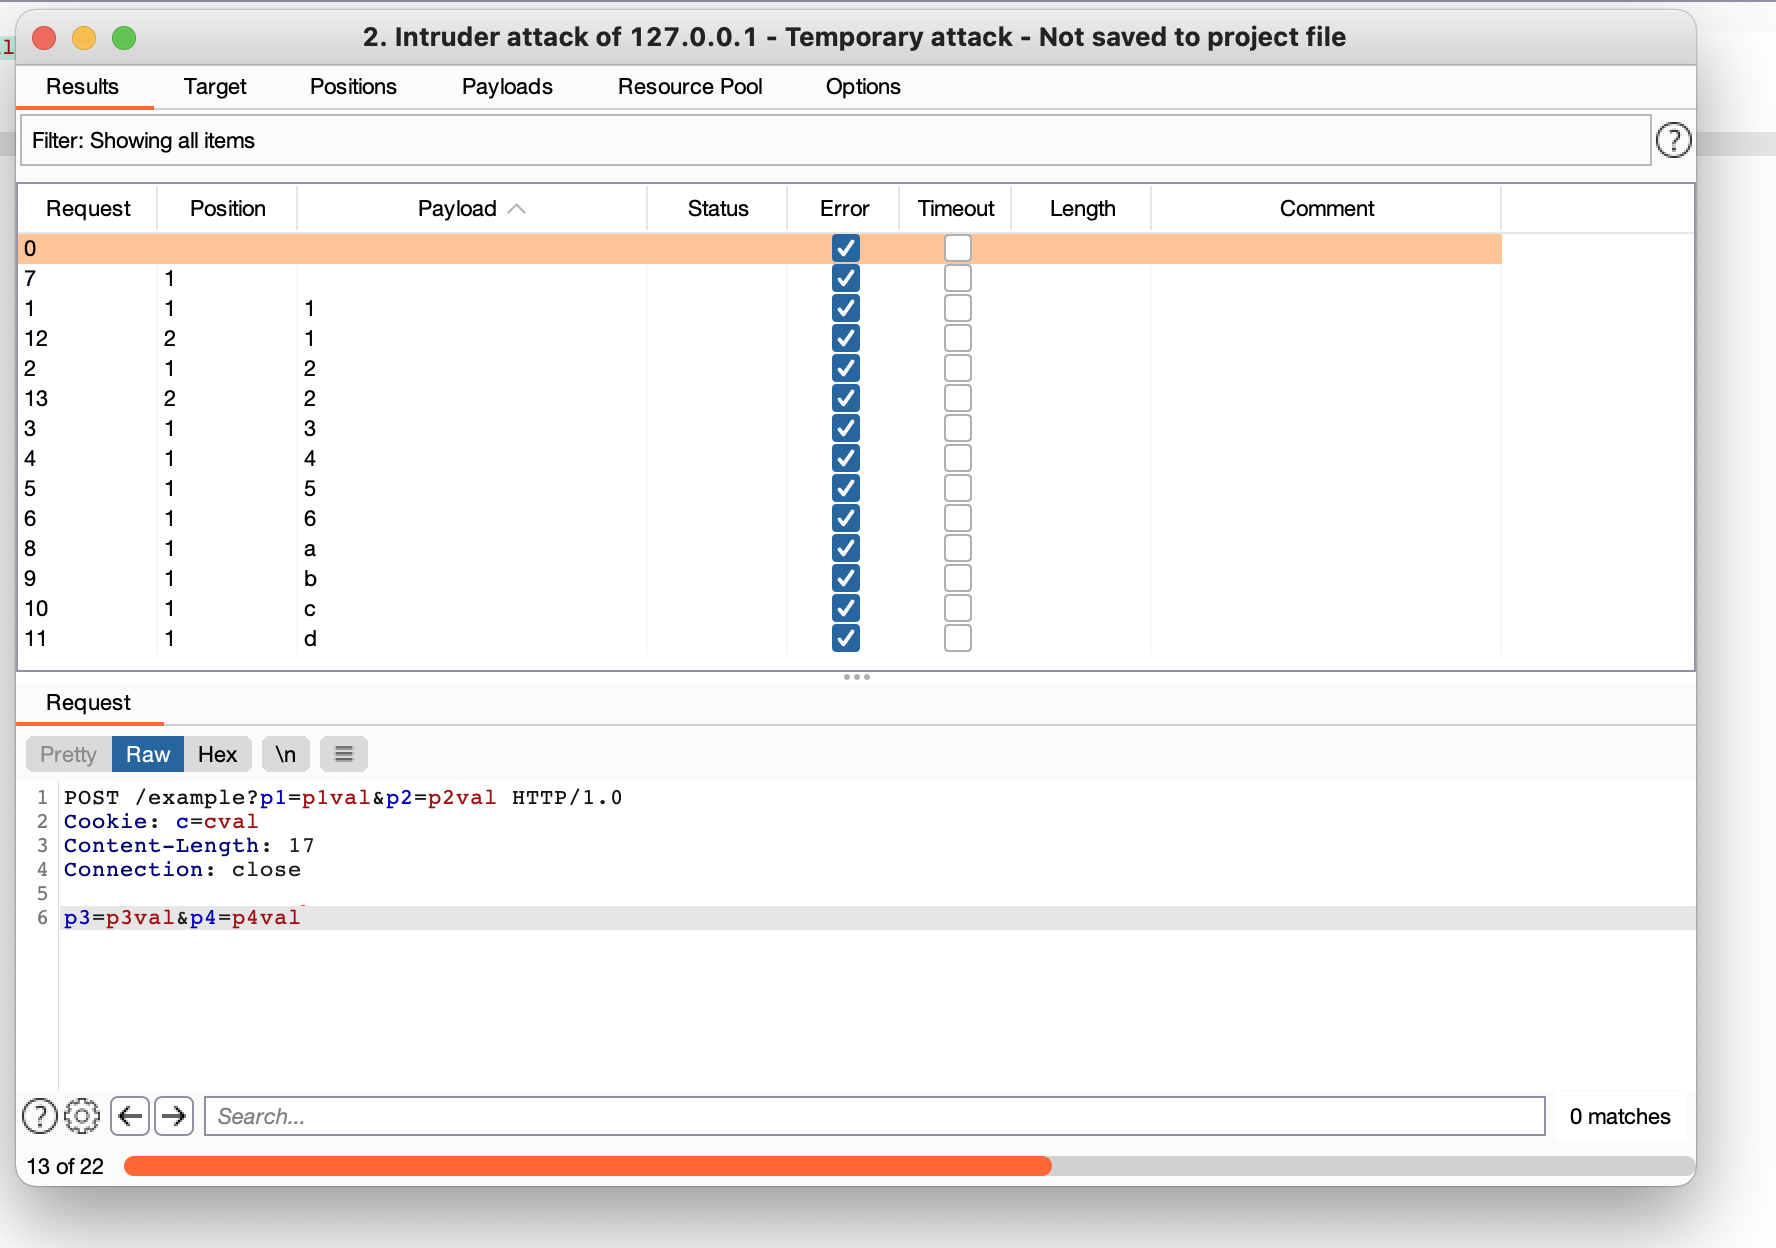 2. Intruder attack of 127.0.0.1 - Temporary attack - Not saved to project file
Results Target Positions Payloads Resource Pool Options
Filter: Showing all items
?
Request Position Payload Status Error Timeout Length Comment
0
7 1
1 1 1
12 2 1
2 1 2
13 2 2
3 1 3
4 1 4
5 1 5
6 1 6
8 1 a
9 1 b
10 1 c
11 1 d
Request
Pretty Raw Hex \n
1 POST /example?p1=p1val&p2=p2val HTTP/1.0
2 Cookie: c=cval
3 Content-Length: 17
4 Connection: close
5
6 p3=p3val&p4=p4val
? Search... 0 matches
13 of 22